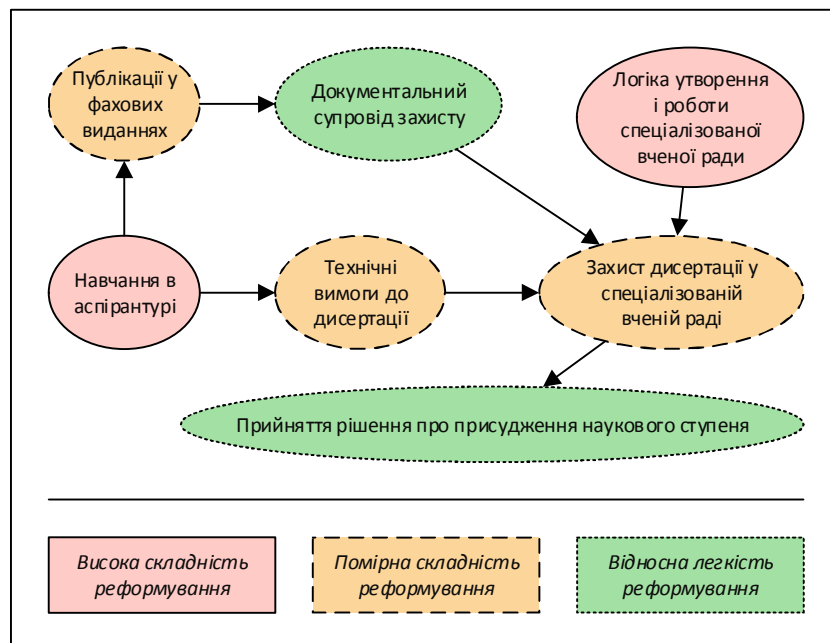 Публікації у
фахових
виданнях
Документальний
супровід захисту
Логіка утворення
і роботи
спеціалізованої
вченої ради
Навчання в
аспірантурі
Технічні
вимоги до
дисертації
Захист дисертації у
спеціалізованій
вченій раді
Прийняття рішення про присудження наукового ступеня
Висока складність
реформування
Помірна складність
реформування
Відносна легкість
реформування